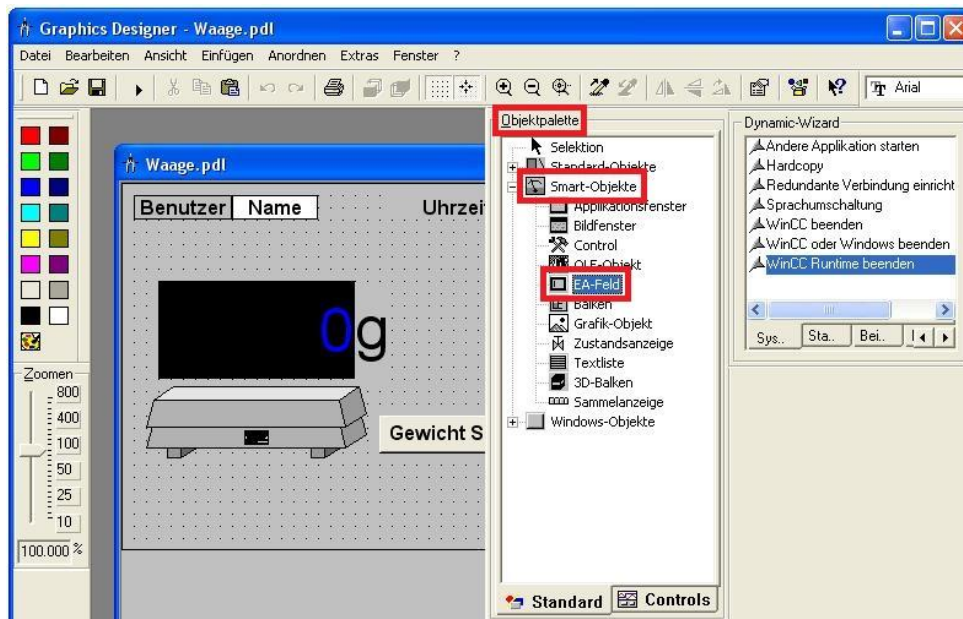 Graphics Designer - Waage.pdl
Datei Bearbeiten Ansicht Einfügen Anordnen Extras Fenster ?
Arial
Objektpalette
Selektion
Standard-Objekte
Smart-Objekte
Applikationsfenster
Bildfenster
Control
OLE-Objekt
EA-Feld
Balken
Grafik-Objekt
Zustandsanzeige
Textliste
3D-Balken
Sammelanzeige
Windows-Objekte
Standard Controls
Dynamic-Wizard
Andere Applikation starten
Hardcopy
Redundante Verbindung einricht
Sprachumschaltung
WinCC beenden
WinCC oder Windows beenden
WinCC Runtime beenden
Sys.. Sta.. Bei..
Waage.pdl
Benutzer Name Uhrzei
0g
Gewicht S
Zoomen
800
400
100
50
25
10
100.000 %